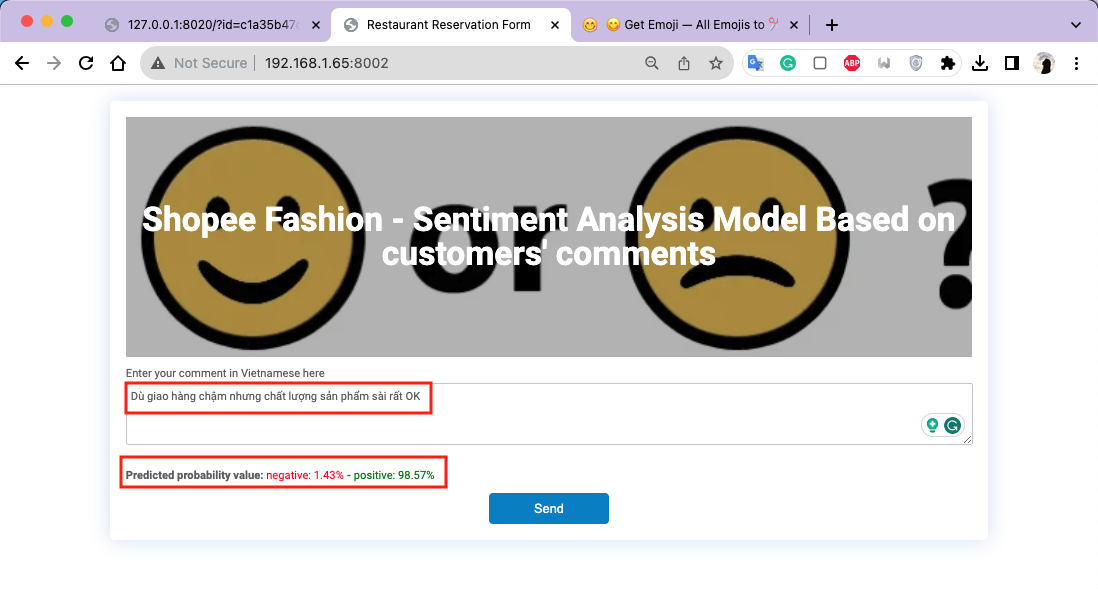 127.0.0.1:8020/?id=c1a35b47
Restaurant Reservation Form
Get Emoji — All Emojis to
Not Secure
192.168.1.65:8002
ABP
Shopee Fashion - Sentiment Analysis Model Based on
customers' comments
or
?
Enter your comment in Vietnamese here
Dù giao hàng chậm nhưng chất lượng sản phẩm sài rất OK
Predicted probability value: negative: 1.43% - positive: 98.57%
Send